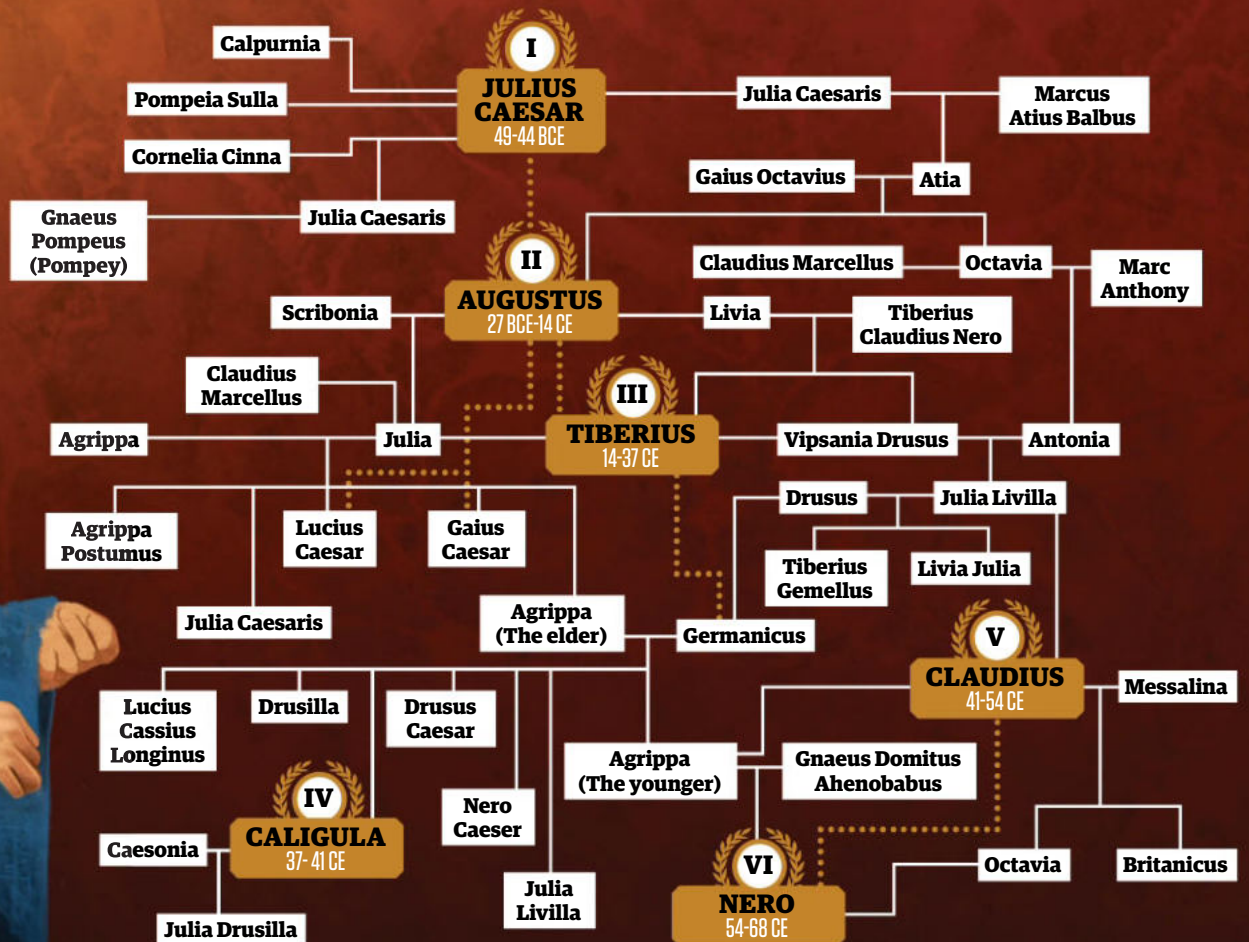 I
Calpurnia
JULIUS
CAESAR
49-44 BCE
Pompeia Sulla
Julia Caesaris
Marcus
Atius Balbus
Cornelia Cinna
Gaius Octavius
Atia
Gnaeus
Pompeus
(Pompey)
Julia Caesaris
II
Claudius Marcellus
Octavia
Marc
Anthony
AUGUSTUS
27 BCE-14 CE
Scribonia
Livia
Tiberius
Claudius Nero
Claudius
Marcellus
III
TIBERIUS
14-37 CE
Agrippa
Julia
Vipsania Drusus
Antonia
Drusus
Julia Livilla
Agrippa
Postumus
Lucius
Caesar
Gaius
Caesar
Tiberius
Gemellus
Livia Julia
Julia Caesaris
Agrippa
(The elder)
Germanicus
V
CLAUDIUS
41-54 CE
Messalina
Lucius
Cassius
Longinus
Drusilla
Drusus
Caesar
Agrippa
(The younger)
Gnaeus Domitus
Ahenobabus
IV
CALIGULA
37- 41 CE
Nero
Caeser
Caesonia
VI
NERO
54-68 CE
Octavia
Britanicus
Julia
Livilla
Julia Drusilla